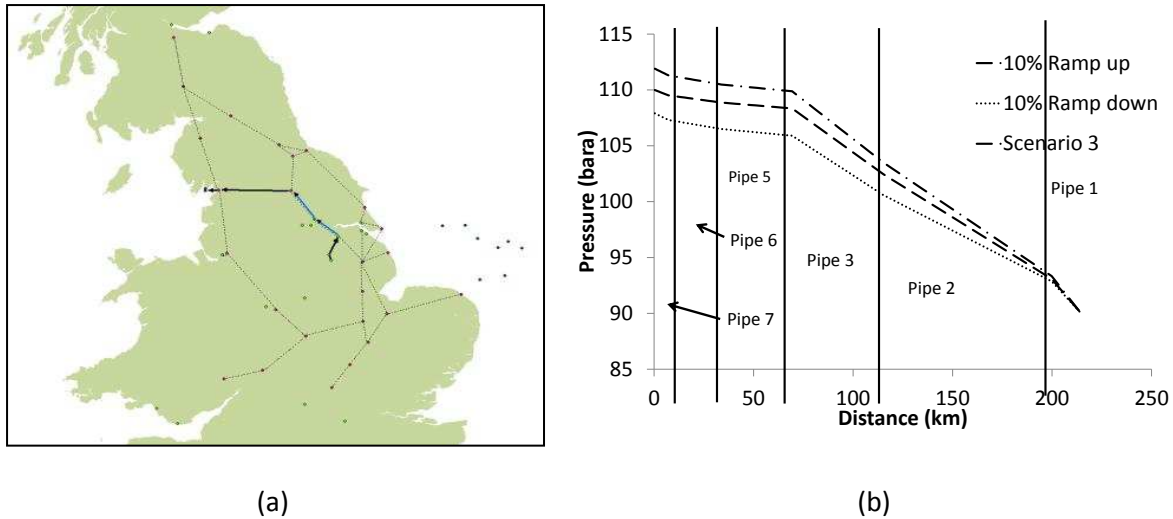 115
110
105
100
95
90
85
Pressure (bara)
0
50
100
150
200
250
Distance (km)
10% Ramp up
10% Ramp down
Scenario 3
Pipe 5
Pipe 6
Pipe 7
Pipe 3
Pipe 2
Pipe 1
(a)
(b)